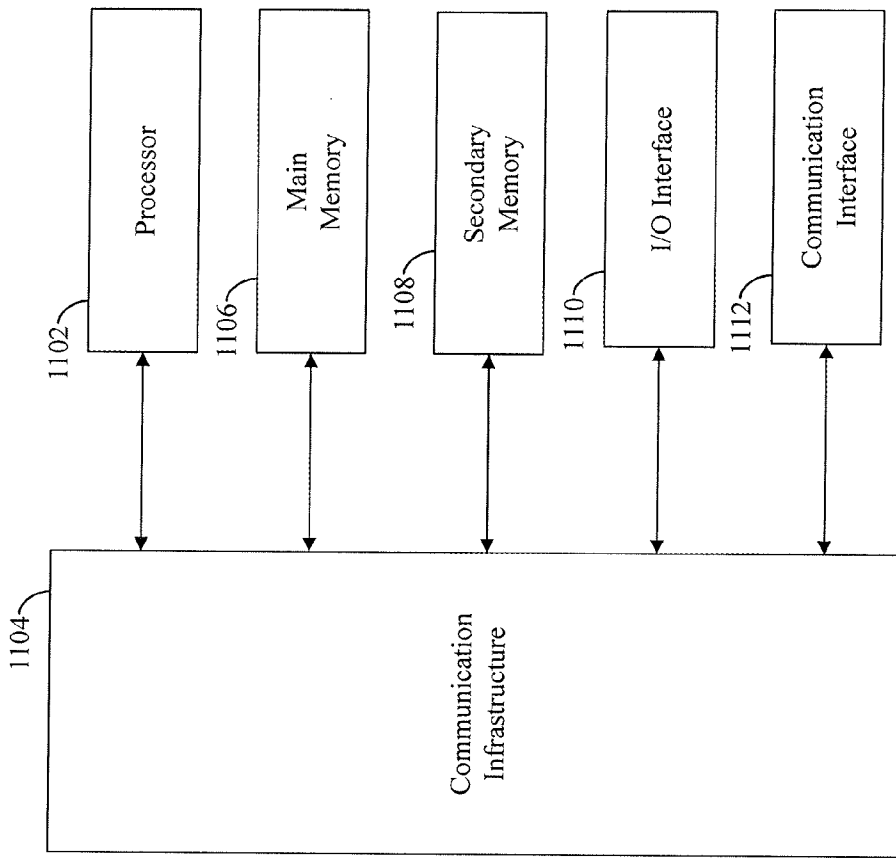 1102
Processor
1106
Main
Memory
1108
Secondary
Memory
1110
I/O Interface
1112
Communication
Interface
1104
Communication
Infrastructure